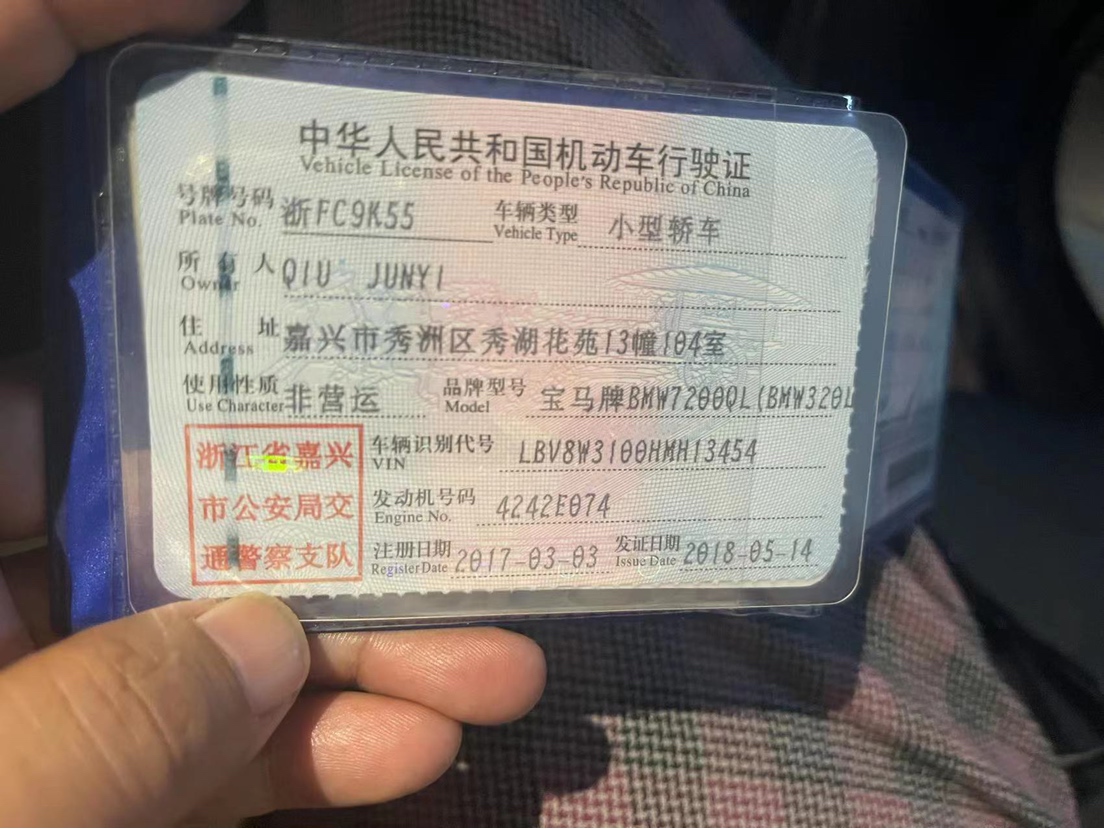 中华人民共和国机动车行驶证
Vehicle License of the People's Republic of China
号牌号码 浙FC9K55 车辆类型 小型轿车
Plate No. Vehicle Type
所有人 QIU JUNYI
Owner
住址 嘉兴市秀洲区秀湖花苑13幢104室
Address
使用性质 非营运 品牌型号 宝马牌BMW7200QL(BMW320L
Use Character Model
浙江省嘉兴
市公安局交
通警察支队
车辆识别代号 LBV8W3100HMH13454
VIN
发动机号码 4242E074
Engine No.
注册日期 2017-03-03 发证日期 2018-05-14
Register Date Issue Date